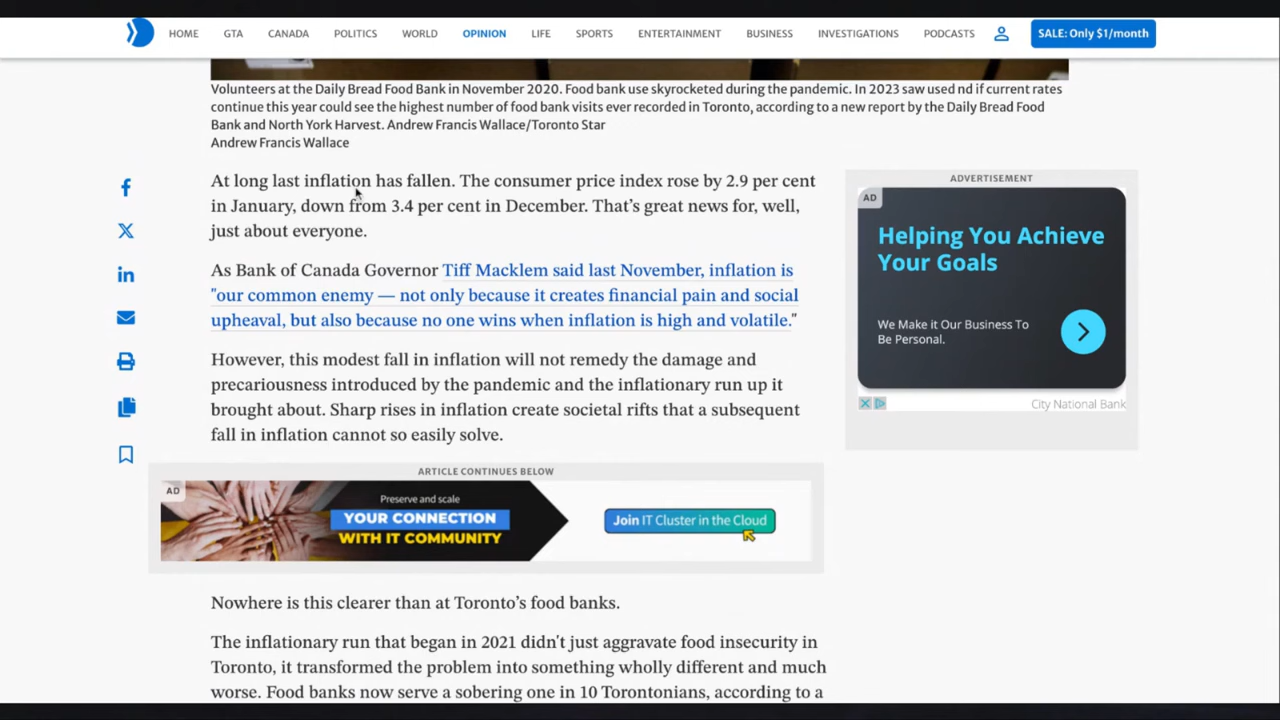 HOME GTA CANADA POLITICS WORLD OPINION LIFE SPORTS ENTERTAINMENT BUSINESS INVESTIGATIONS PODCASTS SALE: Only $1/month
Volunteers at the Daily Bread Food Bank in November 2020. Food bank use skyrocketed during the pandemic. In 2023 saw used nd if current rates
continue this year could see the highest number of food bank visits ever recorded in Toronto, according to a new report by the Daily Bread Food
Bank and North York Harvest. Andrew Francis Wallace/Toronto Star
Andrew Francis Wallace
At long last inflation has fallen. The consumer price index rose by 2.9 per cent
in January, down from 3.4 per cent in December. That’s great news for, well,
just about everyone.
As Bank of Canada Governor Tiff Macklem said last November, inflation is
"our common enemy — not only because it creates financial pain and social
upheaval, but also because no one wins when inflation is high and volatile."
However, this modest fall in inflation will not remedy the damage and
precariousness introduced by the pandemic and the inflationary run up it
brought about. Sharp rises in inflation create societal rifts that a subsequent
fall in inflation cannot so easily solve.
ADVERTISEMENT
AD
Helping You Achieve
Your Goals
We Make it Our Business To
Be Personal.
City National Bank
ARTICLE CONTINUES BELOW
AD
Preserve and scale
YOUR CONNECTION
WITH IT COMMUNITY
Join IT Cluster in the Cloud
Nowhere is this clearer than at Toronto’s food banks.
The inflationary run that began in 2021 didn't just aggravate food insecurity in
Toronto, it transformed the problem into something wholly different and much
worse. Food banks now serve a sobering one in 10 Torontonians, according to a